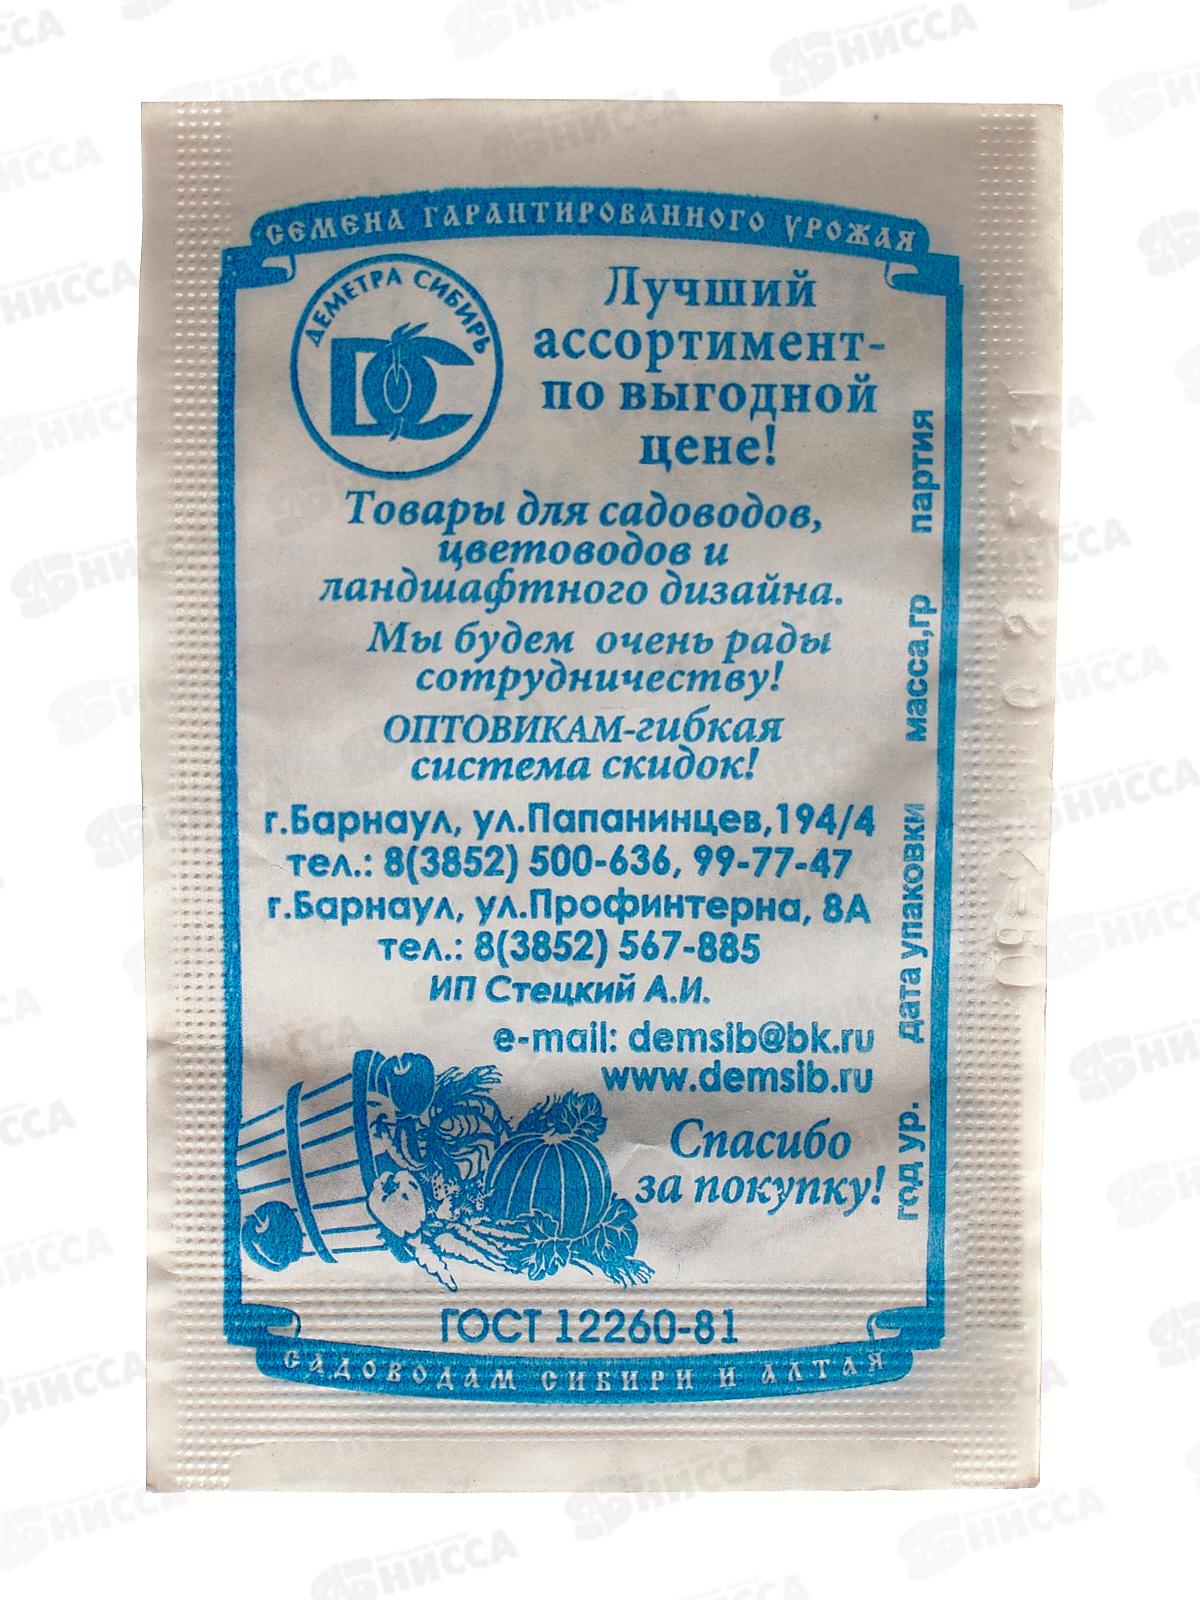 СЕМЕНА ГАРАНТИРОВАННОГО УРОЖАЯ
ДЕМЕТРА СИБИРЬ
DC
Лучший
ассортимент-
по выгодной
цене!
Товары для садоводов,
цветоводов и
ландшафтного дизайна.
Мы будем очень рады
сотрудничеству!
ОПТОВИКАМ-гибкая
система скидок!
г.Барнаул, ул.Папанинцев,194/4
тел.: 8(3852) 500-636, 99-77-47
г.Барнаул, ул.Профинтерна, 8А
тел.: 8(3852) 567-885
ИП Стецкий А.И.
e-mail: demsib@bk.ru
www.demsib.ru
Спасибо
за покупку!
год ур. дата упаковки масса,гр партия
ГОСТ 12260-81
САДОВОДАМ СИБИРИ И АЛТАЯ
НИССА